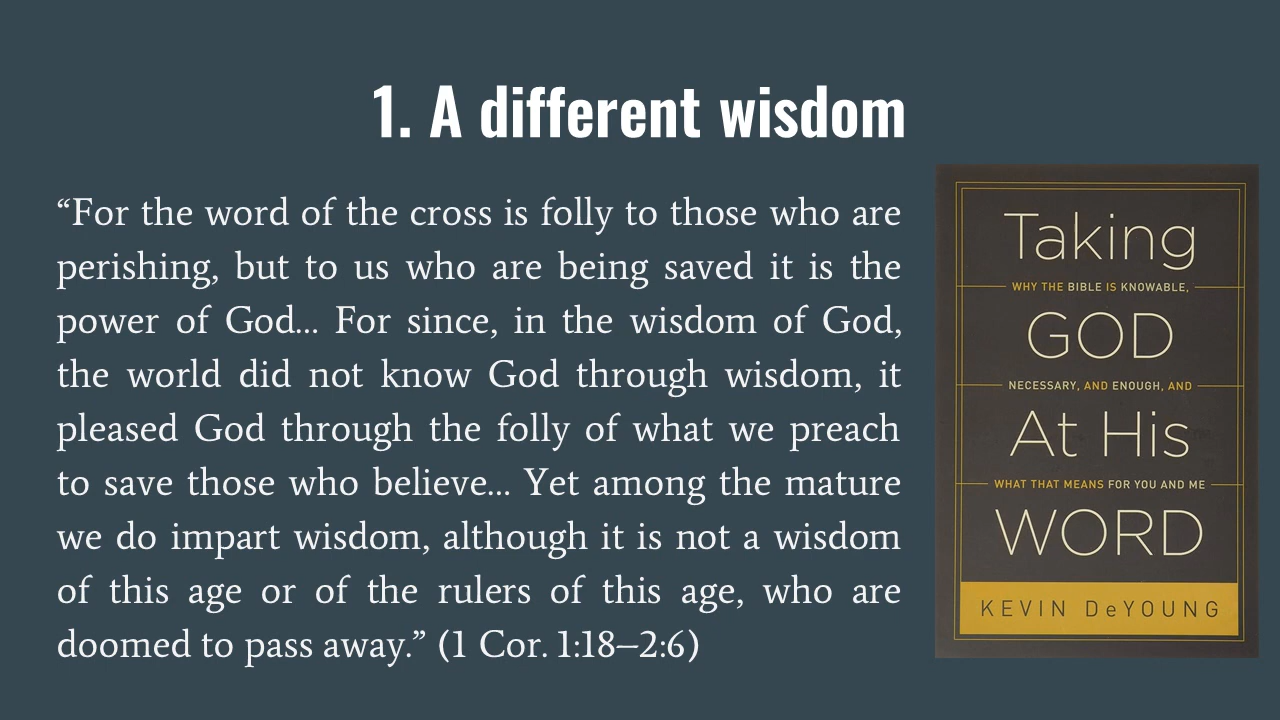 1. A different wisdom
“For the word of the cross is folly to those who are
perishing, but to us who are being saved it is the
power of God... For since, in the wisdom of God,
the world did not know God through wisdom, it
pleased God through the folly of what we preach
to save those who believe... Yet among the mature
we do impart wisdom, although it is not a wisdom
of this age or of the rulers of this age, who are
doomed to pass away.” (1 Cor. 1:18–2:6)
Taking
WHY THE BIBLE IS KNOWABLE,
GOD
NECESSARY, AND ENOUGH, AND
At His
WHAT THAT MEANS FOR YOU AND ME
WORD
KEVIN DeYOUNG